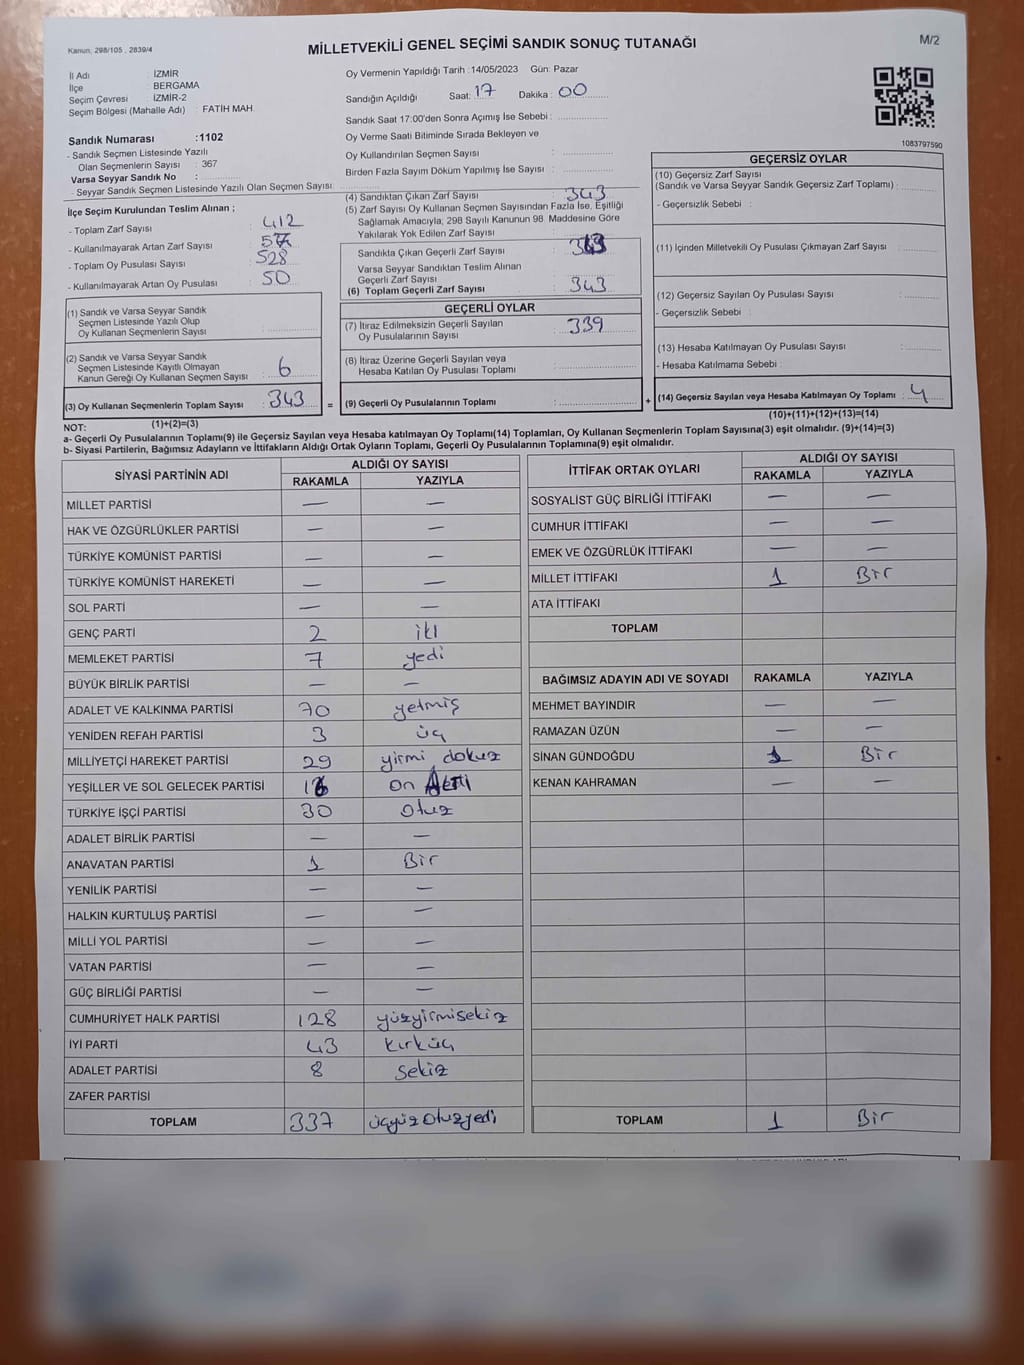 Kanun; 298/105 , 2839/4
MİLLETVEKİLİ GENEL SEÇİMİ SANDIK SONUÇ TUTANAĞI
M/2
İl Adı : İZMİR
İlçe : BERGAMA
Seçim Çevresi : İZMİR-2
Seçim Bölgesi (Mahalle Adı) : FATİH MAH.
Sandık Numarası :1102
- Sandık Seçmen Listesinde Yazılı
Olan Seçmenlerin Sayısı : 367
Varsa Seyyar Sandık No :
- Seyyar Sandık Seçmen Listesinde Yazılı Olan Seçmen Sayısı:
İlçe Seçim Kurulundan Teslim Alınan ;
- Toplam Zarf Sayısı : 412
- Kullanılmayarak Artan Zarf Sayısı :
- Toplam Oy Pusulası Sayısı : 528
- Kullanılmayarak Artan Oy Pusulası : 50
(1) Sandık ve Varsa Seyyar Sandık
Seçmen Listesinde Yazılı Olup
Oy Kullanan Seçmenlerin Sayısı :
(2) Sandık ve Varsa Seyyar Sandık
Seçmen Listesinde Kayıtlı Olmayan
Kanun Gereği Oy Kullanan Seçmen Sayısı : 6
(3) Oy Kullanan Seçmenlerin Toplam Sayısı : 343
(1)+(2)=(3)
Oy Vermenin Yapıldığı Tarih :14/05/2023 Gün: Pazar
Sandığın Açıldığı Saat: 17 Dakika : 00
Sandık Saat 17:00'den Sonra Açımış İse Sebebi :
Oy Verme Saati Bitiminde Sırada Bekleyen ve
Oy Kullandırılan Seçmen Sayısı :
Birden Fazla Sayım Döküm Yapılmış İse Sayısı :
(4) Sandıktan Çıkan Zarf Sayısı : 343
(5) Zarf Sayısı Oy Kullanan Seçmen Sayısından Fazla İse, Eşitliği
Sağlamak Amacıyla; 298 Sayılı Kanunun 98. Maddesine Göre
Yakılarak Yok Edilen Zarf Sayısı :
Sandıkta Çıkan Geçerli Zarf Sayısı : 343
Varsa Seyyar Sandıktan Teslim Alınan
Geçerli Zarf Sayısı :
(6) Toplam Geçerli Zarf Sayısı : 343
GEÇERLİ OYLAR
(7) İtiraz Edilmeksizin Geçerli Sayılan
Oy Pusulalarının Sayısı : 339
(8) İtiraz Üzerine Geçerli Sayılan veya
Hesaba Katılan Oy Pusulası Toplamı :
= (9) Geçerli Oy Pusulalarının Toplamı : +
1083797590
GEÇERSİZ OYLAR
(10) Geçersiz Zarf Sayısı
(Sandık ve Varsa Seyyar Sandık Geçersiz Zarf Toplamı) :
- Geçersizlik Sebebi :
(11) İçinden Milletvekili Oy Pusulası Çıkmayan Zarf Sayısı :
(12) Geçersiz Sayılan Oy Pusulası Sayısı :
- Geçersizlik Sebebi :
(13) Hesaba Katılmayan Oy Pusulası Sayısı :
- Hesaba Katılmama Sebebi :
(14) Geçersiz Sayılan veya Hesaba Katılmayan Oy Toplamı : 4
(10)+(11)+(12)+(13)=(14)
NOT:
a- Geçerli Oy Pusulalarının Toplamı(9) ile Geçersiz Sayılan veya Hesaba katılmayan Oy Toplamı(14) Toplamları, Oy Kullanan Seçmenlerin Toplam Sayısına(3) eşit olmalıdır. (9)+(14)=(3)
b- Siyasi Partilerin, Bağımsız Adayların ve İttifakların Aldığı Ortak Oyların Toplamı, Geçerli Oy Pusulalarının Toplamına(9) eşit olmalıdır.
SİYASİ PARTİNİN ADI ALDIĞI OY SAYISI
RAKAMLA YAZIYLA
MİLLET PARTİSİ — —
HAK VE ÖZGÜRLÜKLER PARTİSİ — —
TÜRKİYE KOMÜNİST PARTİSİ — —
TÜRKİYE KOMÜNİST HAREKETİ — —
SOL PARTİ — —
GENÇ PARTİ 2 iki
MEMLEKET PARTİSİ 7 yedi
BÜYÜK BİRLİK PARTİSİ — —
ADALET VE KALKINMA PARTİSİ 70 yetmiş
YENİDEN REFAH PARTİSİ 3 üç
MİLLİYETÇİ HAREKET PARTİSİ 29 yirmi dokuz
YEŞİLLER VE SOL GELECEK PARTİSİ 16 on Altı
TÜRKİYE İŞÇİ PARTİSİ 30 Otuz
ADALET BİRLİK PARTİSİ — —
ANAVATAN PARTİSİ 1 Bir
YENİLİK PARTİSİ — —
HALKIN KURTULUŞ PARTİSİ — —
MİLLİ YOL PARTİSİ — —
VATAN PARTİSİ — —
GÜÇ BİRLİĞİ PARTİSİ — —
CUMHURİYET HALK PARTİSİ 128 yüzyirmisekiz
İYİ PARTİ 43 kırküç
ADALET PARTİSİ 8 Sekiz
ZAFER PARTİSİ
TOPLAM 337 üçyüzotuzyedi
İTTİFAK ORTAK OYLARI ALDIĞI OY SAYISI
RAKAMLA YAZIYLA
SOSYALİST GÜÇ BİRLİĞİ İTTİFAKI — —
CUMHUR İTTİFAKI — —
EMEK VE ÖZGÜRLÜK İTTİFAKI — —
MİLLET İTTİFAKI 1 Bir
ATA İTTİFAKI
TOPLAM
BAĞIMSIZ ADAYIN ADI VE SOYADI RAKAMLA YAZIYLA
MEHMET BAYINDIR — —
RAMAZAN ÜZÜN — —
SİNAN GÜNDOĞDU 1 Bir
KENAN KAHRAMAN — —
TOPLAM 1 Bir